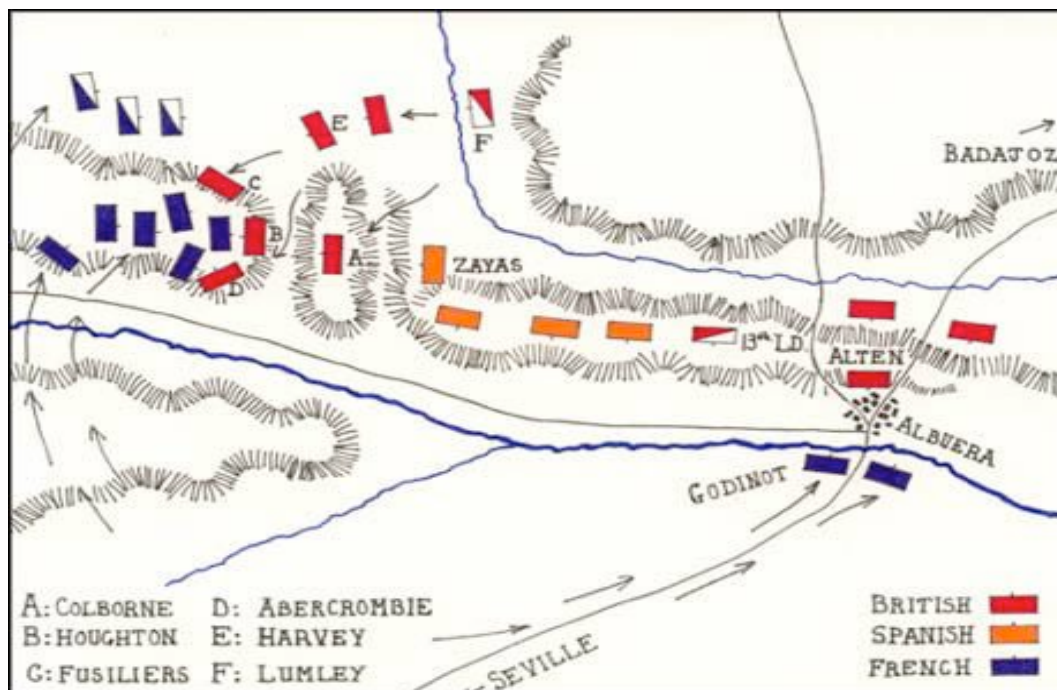 E
F
BADAJOZ
C
B
A
D
ZAYAS
13th LD
ALTEN
ALBUERA
GODINOT
A: COLBORNE D: ABERCROMBIE
B: HOUGHTON E: HARVEY
C: FUSILIERS F: LUMLEY
SEVILLE
BRITISH
SPANISH
FRENCH